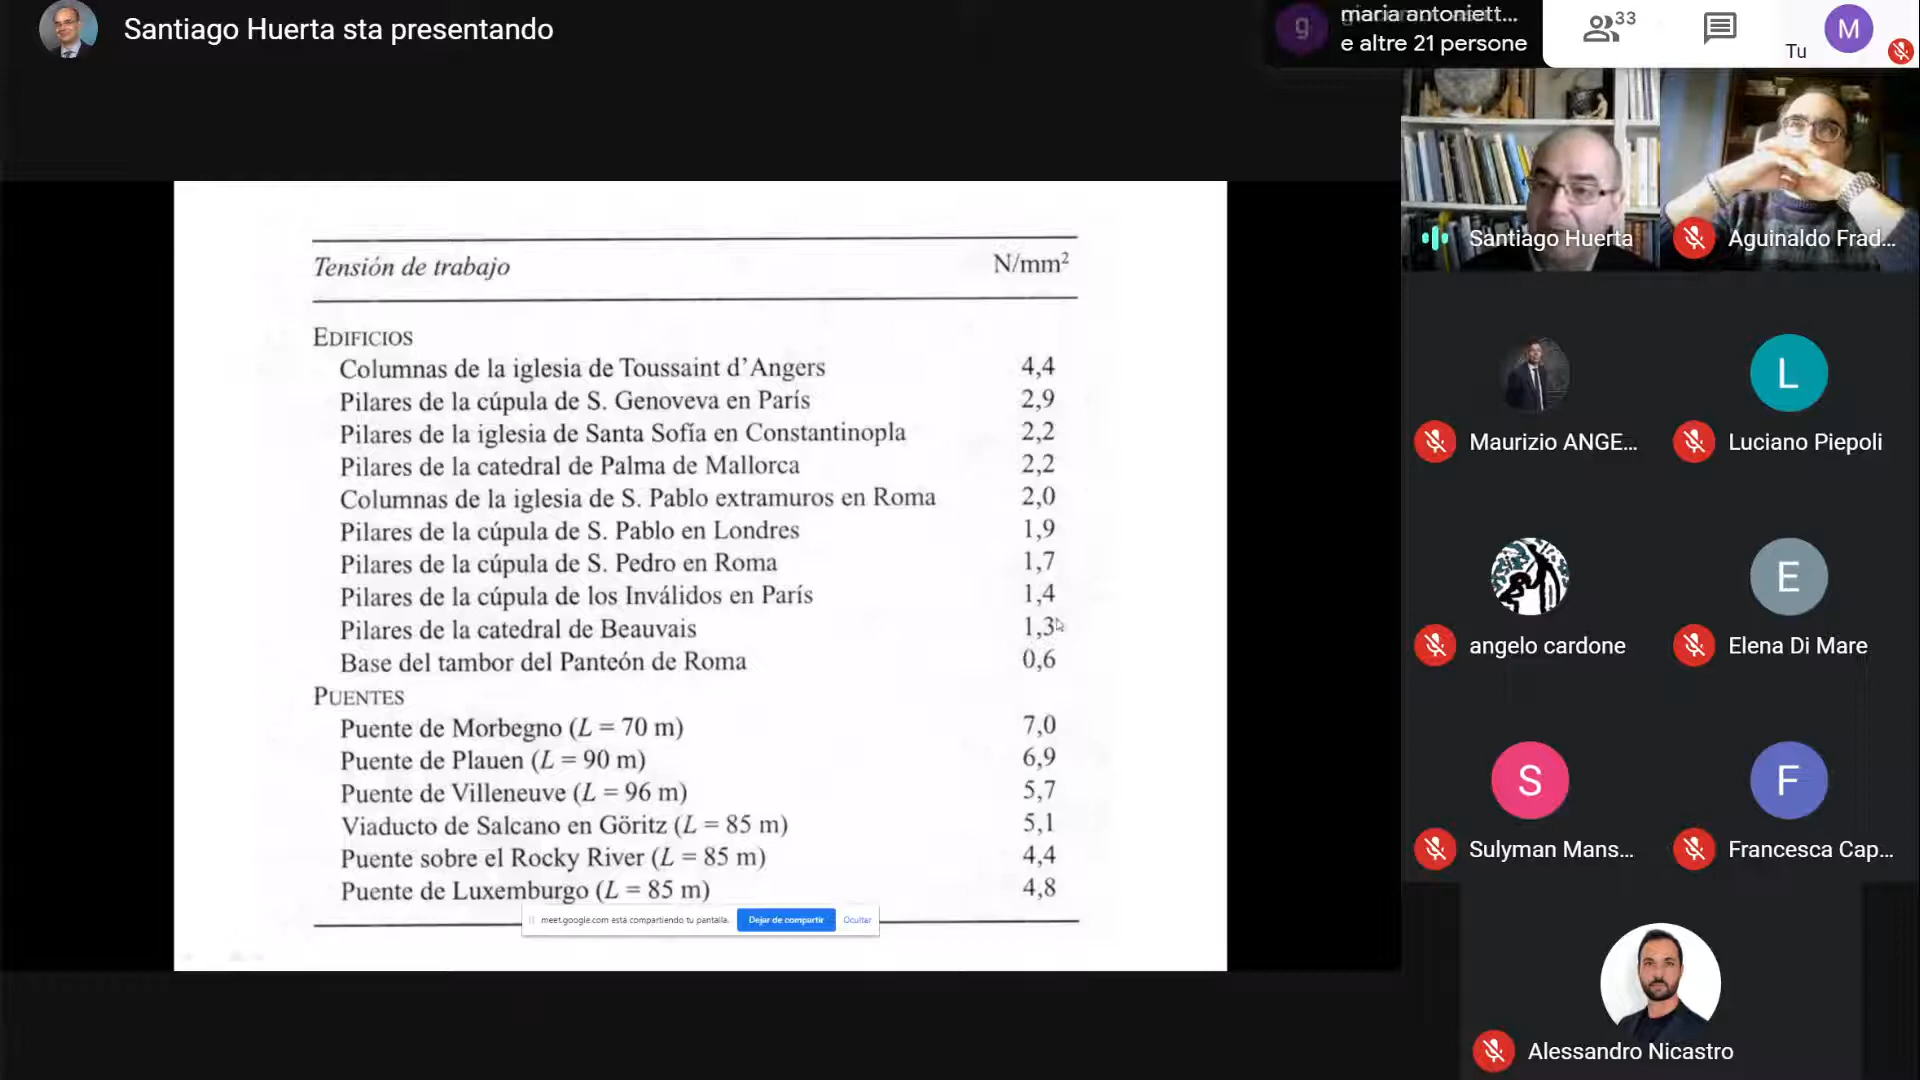 Santiago Huerta sta presentando
g
maria antoniett...
e altre 21 persone
33
Tu
M
Tensión de trabajo N/mm²
EDIFICIOS
Columnas de la iglesia de Toussaint d’Angers 4,4
Pilares de la cúpula de S. Genoveva en París 2,9
Pilares de la iglesia de Santa Sofía en Constantinopla 2,2
Pilares de la catedral de Palma de Mallorca 2,2
Columnas de la iglesia de S. Pablo extramuros en Roma 2,0
Pilares de la cúpula de S. Pablo en Londres 1,9
Pilares de la cúpula de S. Pedro en Roma 1,7
Pilares de la cúpula de los Inválidos en París 1,4
Pilares de la catedral de Beauvais 1,3
Base del tambor del Panteón de Roma 0,6
PUENTES
Puente de Morbegno (L = 70 m) 7,0
Puente de Plauen (L = 90 m) 6,9
Puente de Villeneuve (L = 96 m) 5,7
Viaducto de Salcano en Göritz (L = 85 m) 5,1
Puente sobre el Rocky River (L = 85 m) 4,4
Puente de Luxemburgo (L = 85 m) 4,8
meet.google.com está compartiendo tu pantalla. Dejar de compartir Ocultar
Santiago Huerta
Aguinaldo Frad...
Maurizio ANGE...
L
Luciano Piepoli
angelo cardone
E
Elena Di Mare
S
Sulyman Mans...
F
Francesca Cap...
Alessandro Nicastro